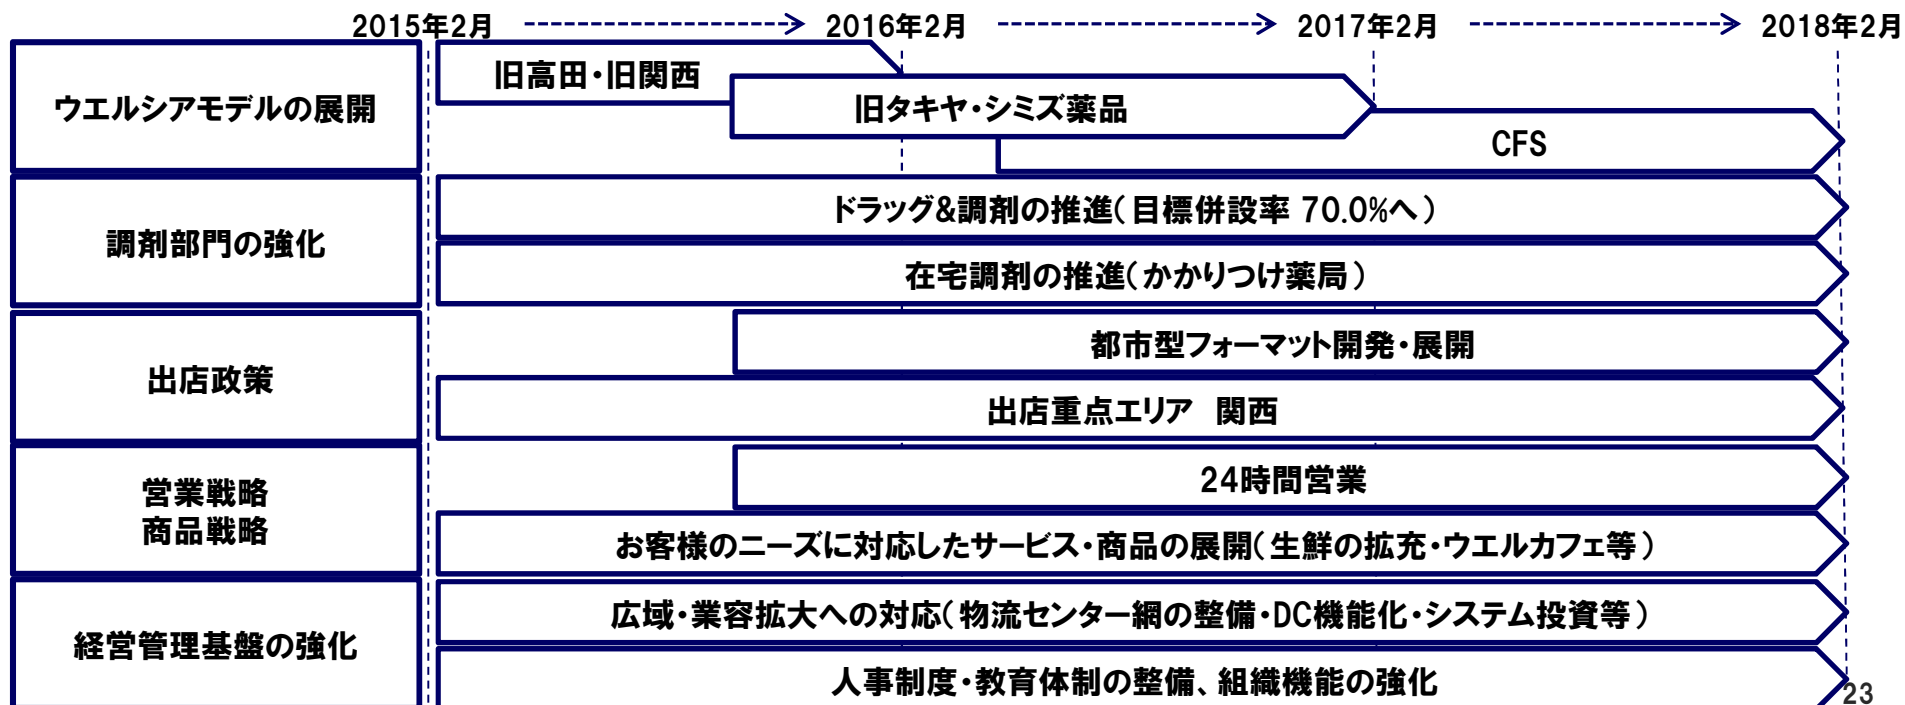 2015年2月
2016年2月
2017年2月
2018年2月
ウエルシアモデルの展開
旧高田・旧関西
旧タキヤ・シミズ薬品
CFS
調剤部門の強化
ドラッグ&調剤の推進(目標併設率 70.0%へ)
在宅調剤の推進(かかりつけ薬局)
出店政策
都市型フォーマット開発・展開
出店重点エリア　関西
営業戦略
商品戦略
24時間営業
お客様のニーズに対応したサービス・商品の展開(生鮮の拡充・ウエルカフェ等)
経営管理基盤の強化
広域・業容拡大への対応(物流センター網の整備・DC機能化・システム投資等)
人事制度・教育体制の整備、組織機能の強化
23